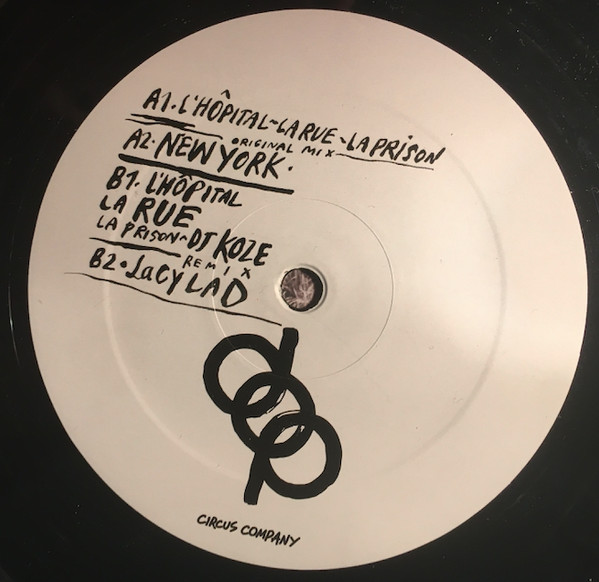 A1. L'HÔPITAL~LA RUE~LA PRISON
ORIGINAL MIX
A2. NEW YORK.
B1. L'HÔPITAL
LA RUE
LA PRISON~DJ KOZE
REMIX
B2. LACY LAD
dOp
CIRCUS COMPANY